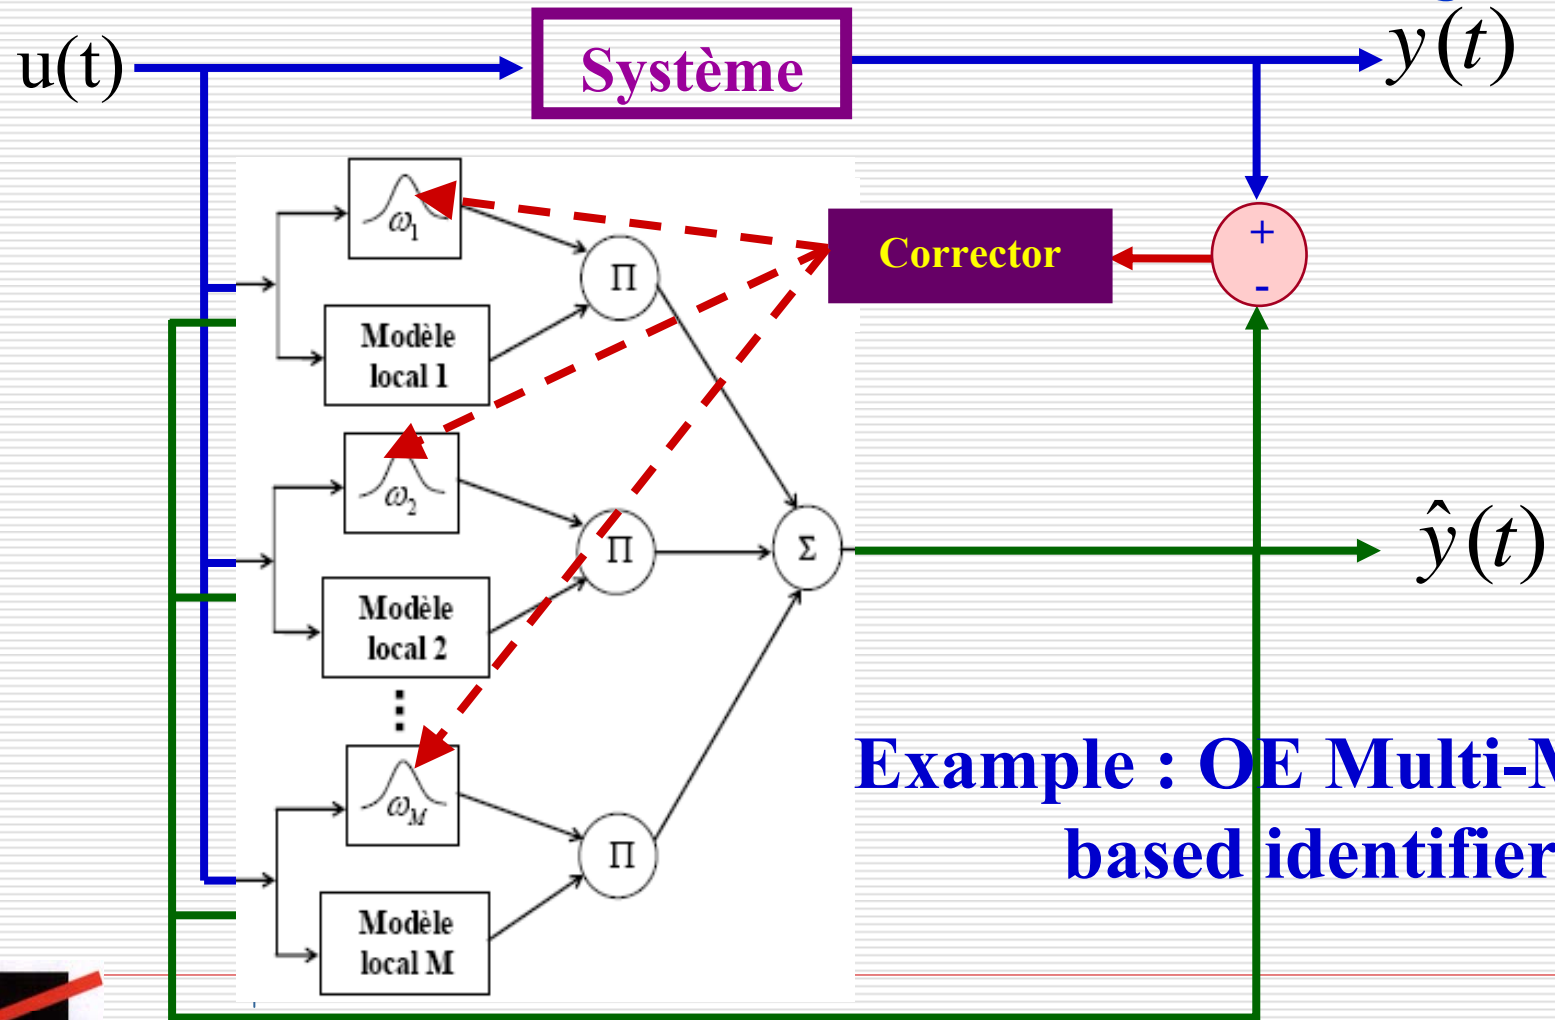 u(t)
Système
y(t)
ω₁
Π
Modèle
local 1
Corrector
+
-
ω₂
Π
Modèle
local 2
Σ
ŷ(t)
⋮
ω_M
Π
Modèle
local M
Example : OE Multi-M
based identifier